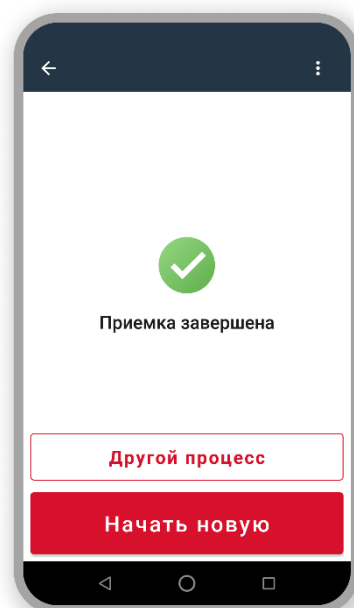 Приемка завершена
Другой процесс
Начать новую